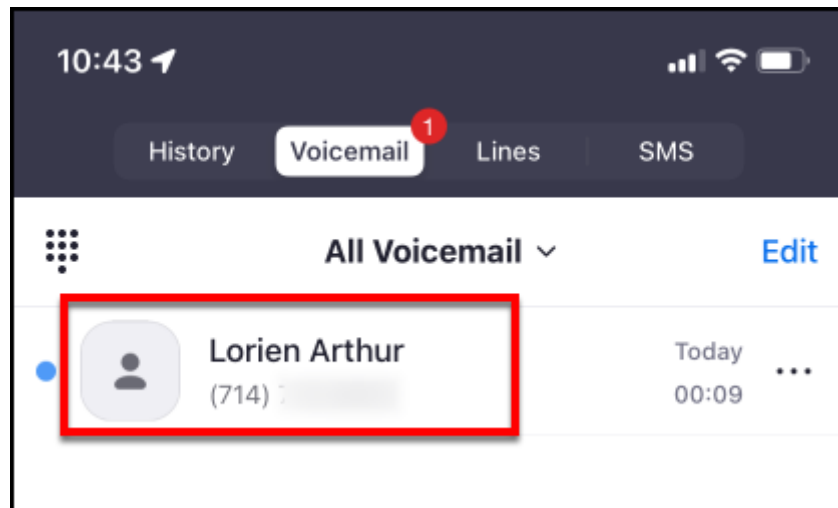 10:43
History Voicemail 1 Lines SMS
All Voicemail Edit
Lorien Arthur Today
(714) 00:09